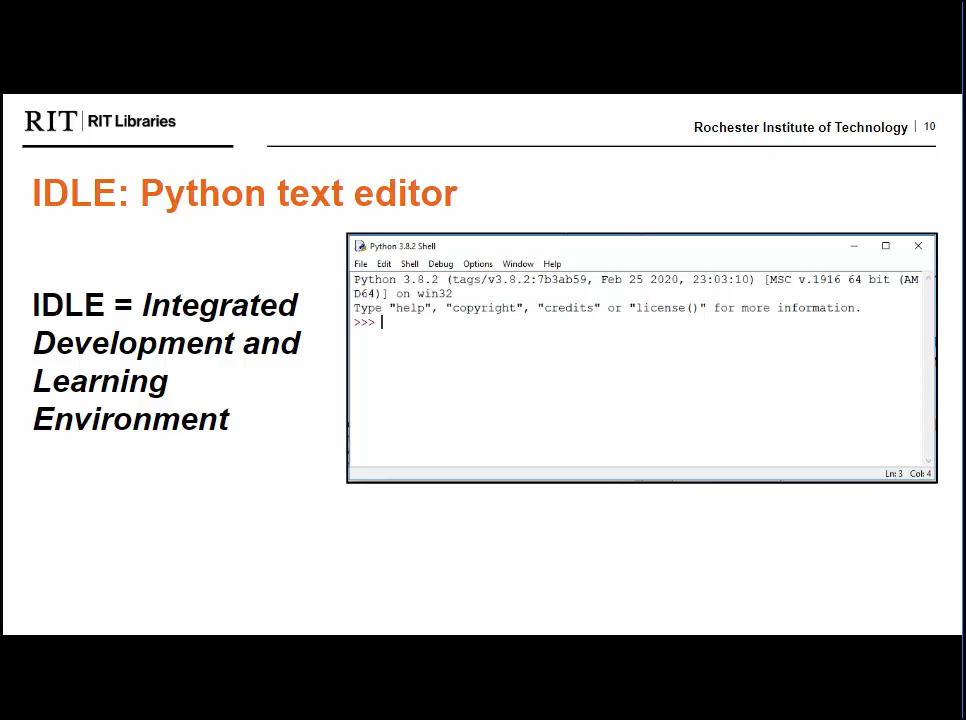 RIT | RIT Libraries
Rochester Institute of Technology | 10
IDLE: Python text editor
IDLE = Integrated
Development and
Learning
Environment
Python 3.8.2 Shell
File Edit Shell Debug Options Window Help
Python 3.8.2 (tags/v3.8.2:7b3ab59, Feb 25 2020, 23:03:10) [MSC v.1916 64 bit (AM
D64)] on win32
Type "help", "copyright", "credits" or "license()" for more information.
>>>
Ln: 3 Col: 4